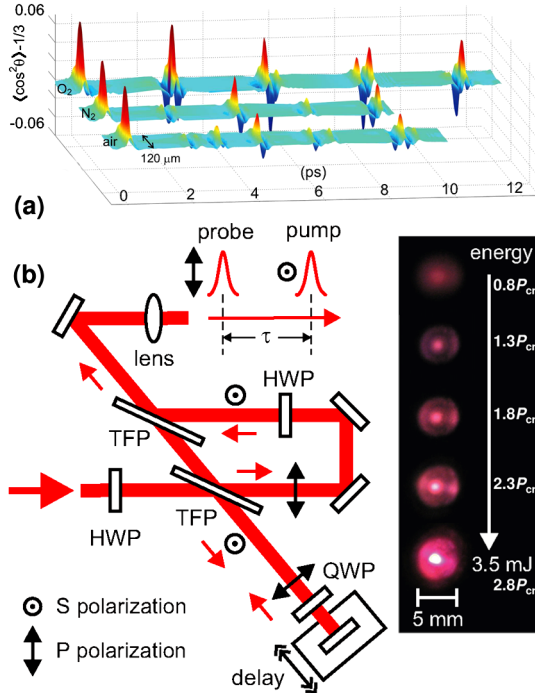 0.06
⟨cos²θ⟩-1/3
-0.06
O₂
N₂
air
120 μm
(ps)
0
2
4
6
8
10
12
(a)
(b)
probe
pump
τ
lens
HWP
TFP
TFP
HWP
QWP
delay
S polarization
P polarization
energy
0.8P_cr
1.3P_cr
1.8P_cr
2.3P_cr
3.5 mJ
2.8P_cr
5 mm